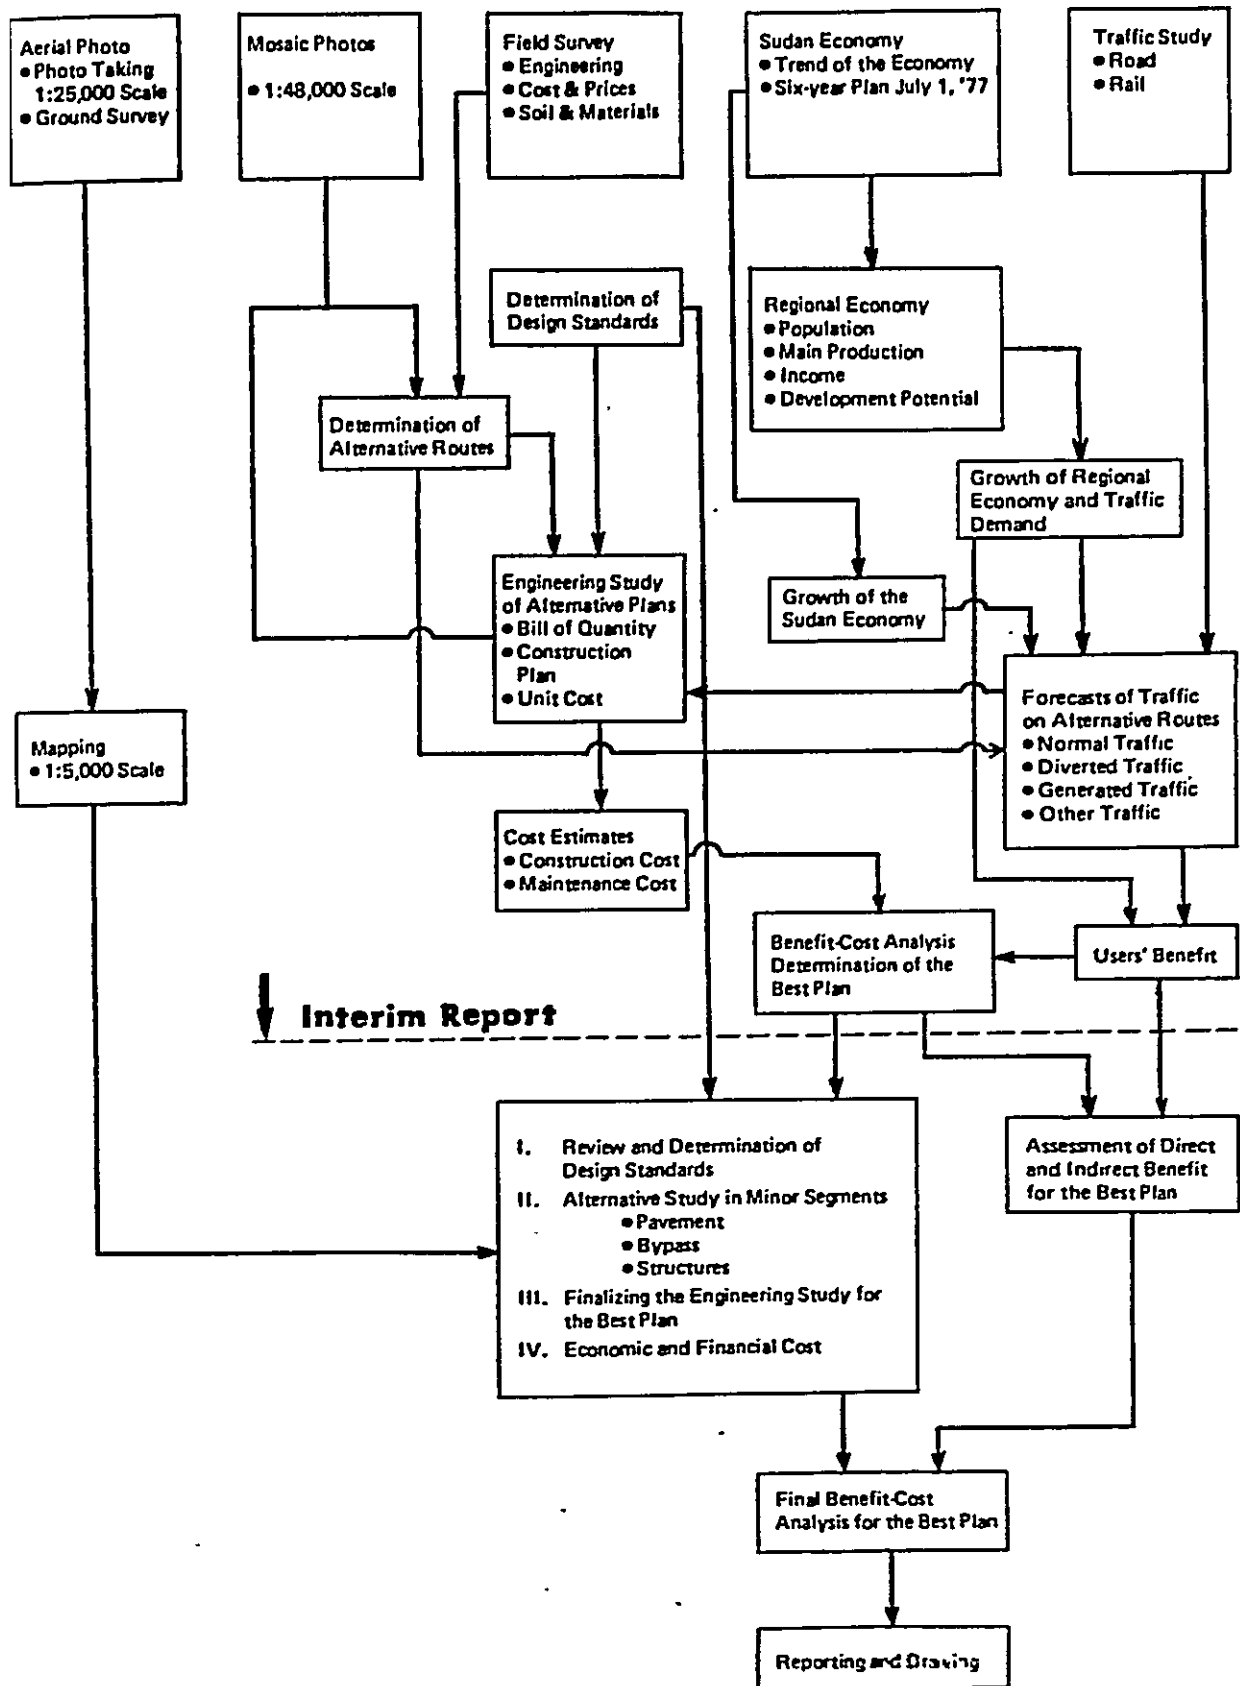 Aerial Photo
● Photo Taking
1:25,000 Scale
● Ground Survey
Mosaic Photos
● 1:48,000 Scale
Field Survey
● Engineering
● Cost & Prices
● Soil & Materials
Sudan Economy
● Trend of the Economy
● Six-year Plan July 1, '77
Traffic Study
● Road
● Rail
Determination of
Design Standards
Regional Economy
● Population
● Main Production
● Income
● Development Potential
Determination of
Alternative Routes
Growth of Regional
Economy and Traffic
Demand
Engineering Study
of Alternative Plans
● Bill of Quantity
● Construction
Plan
● Unit Cost
Growth of the
Sudan Economy
Forecasts of Traffic
on Alternative Routes
● Normal Traffic
● Diverted Traffic
● Generated Traffic
● Other Traffic
Mapping
● 1:5,000 Scale
Cost Estimates
● Construction Cost
● Maintenance Cost
Benefit-Cost Analysis
Determination of the
Best Plan
Users' Benefit
Interim Report
I. Review and Determination of
Design Standards
II. Alternative Study in Minor Segments
● Pavement
● Bypass
● Structures
III. Finalizing the Engineering Study for
the Best Plan
IV. Economic and Financial Cost
Assessment of Direct
and Indirect Benefit
for the Best Plan
Final Benefit-Cost
Analysis for the Best Plan
Reporting and Drawing